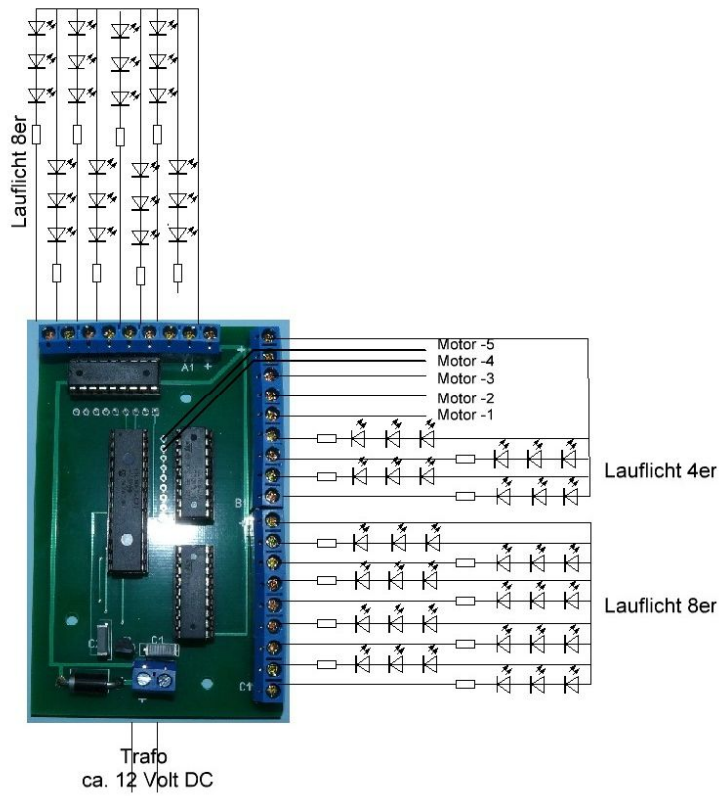 Lauflicht 8er
A1 +
+
Motor -5
Motor -4
Motor -3
Motor -2
Motor -1
Lauflicht 4er
B
+
Lauflicht 8er
C1
C1
+
Trafo
ca. 12 Volt DC